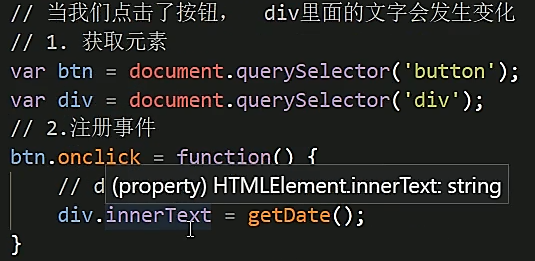 // 当我们点击了按钮，  div里面的文字会发生变化
// 1. 获取元素
var btn = document.querySelector('button');
var div = document.querySelector('div');
// 2.注册事件
btn.onclick = function() {
// d
(property) HTMLElement.innerText: string
div.innerText = getDate();
}